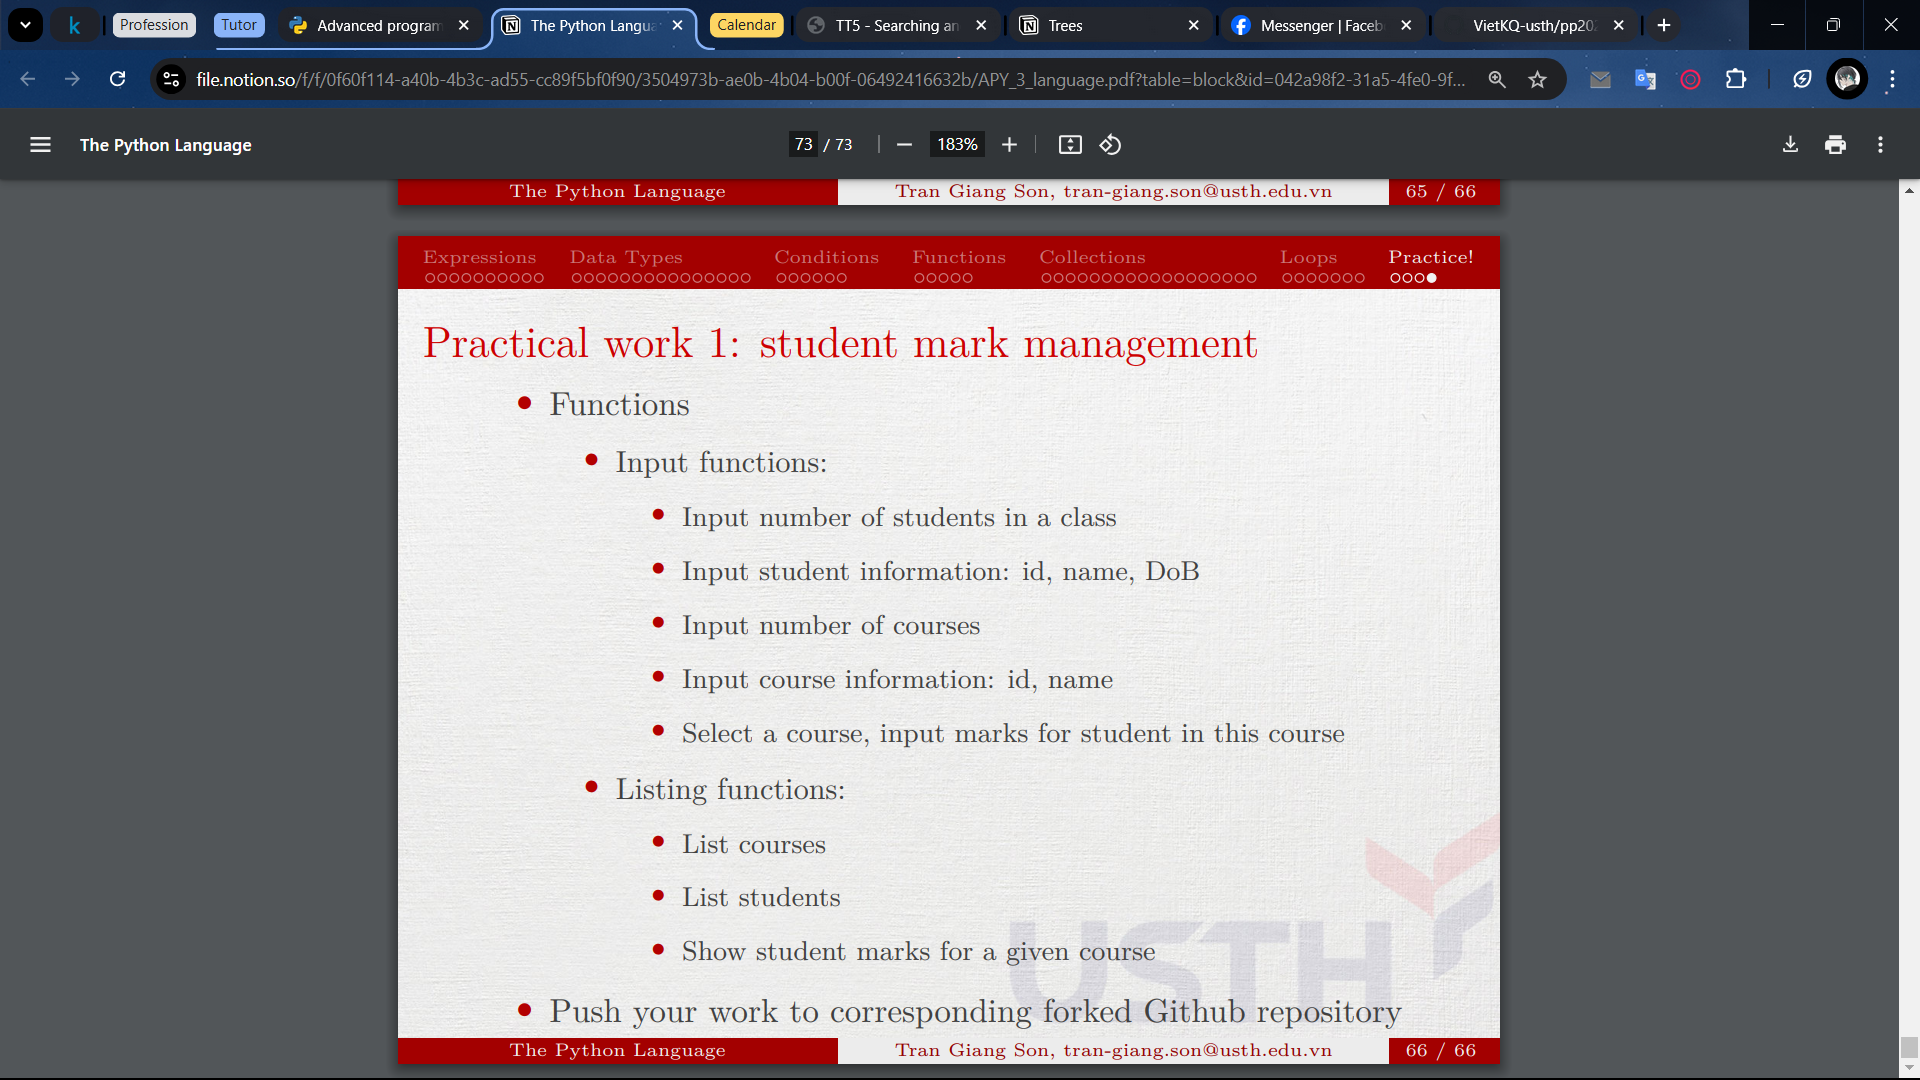 k
Profession
Tutor
Advanced program
The Python Langua
Calendar
TT5 - Searching an
Trees
Messenger | Faceb
VietKQ-usth/pp202
file.notion.so/f/f/0f60f114-a40b-4b3c-ad55-cc89f5bf0f90/3504973b-ae0b-4b04-b00f-06492416632b/APY_3_language.pdf?table=block&id=042a98f2-31a5-4fe0-9f...
The Python Language
73 / 73
183%
The Python Language
Tran Giang Son, tran-giang.son@usth.edu.vn
65 / 66
Expressions
Data Types
Conditions
Functions
Collections
Loops
Practice!
Practical work 1: student mark management
Functions
Input functions:
Input number of students in a class
Input student information: id, name, DoB
Input number of courses
Input course information: id, name
Select a course, input marks for student in this course
Listing functions:
List courses
List students
Show student marks for a given course
USTH
Push your work to corresponding forked Github repository
The Python Language
Tran Giang Son, tran-giang.son@usth.edu.vn
66 / 66